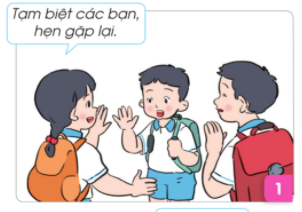 Tạm biệt các bạn,
hẹn gặp lại.
1